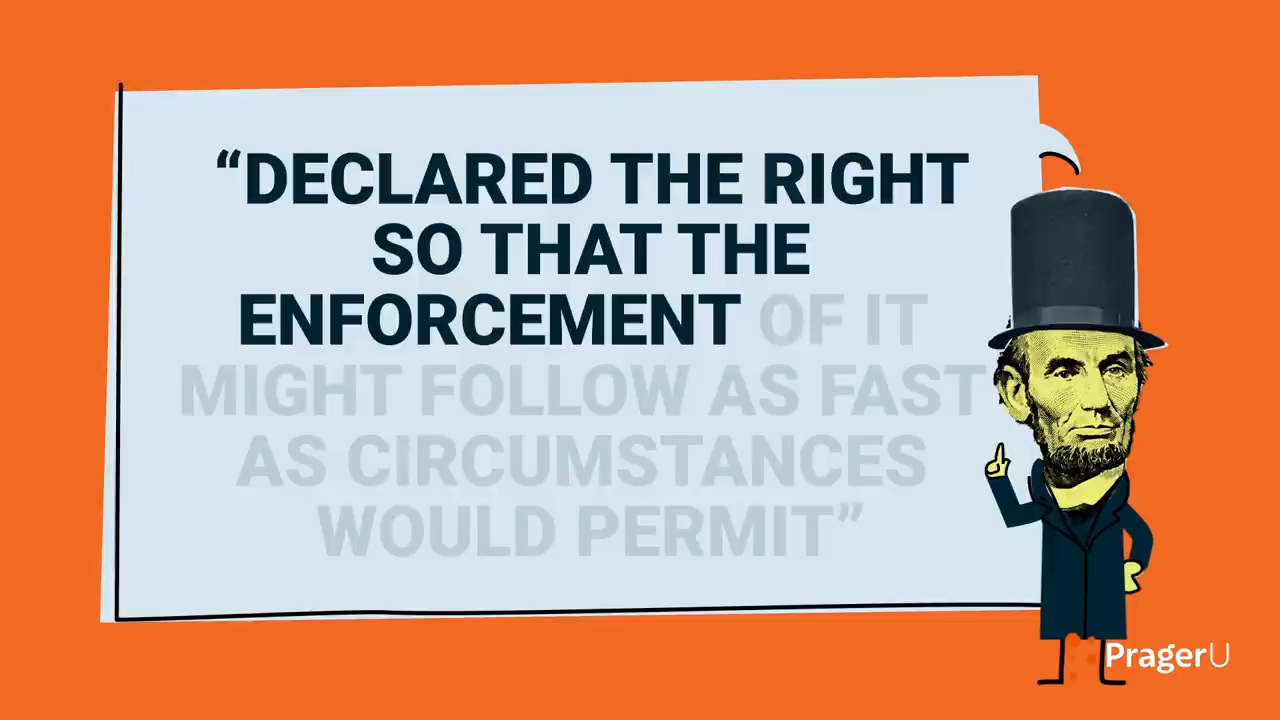 “DECLARED THE RIGHT
SO THAT THE
ENFORCEMENT OF IT
MIGHT FOLLOW AS FAST
AS CIRCUMSTANCES
WOULD PERMIT”
PragerU